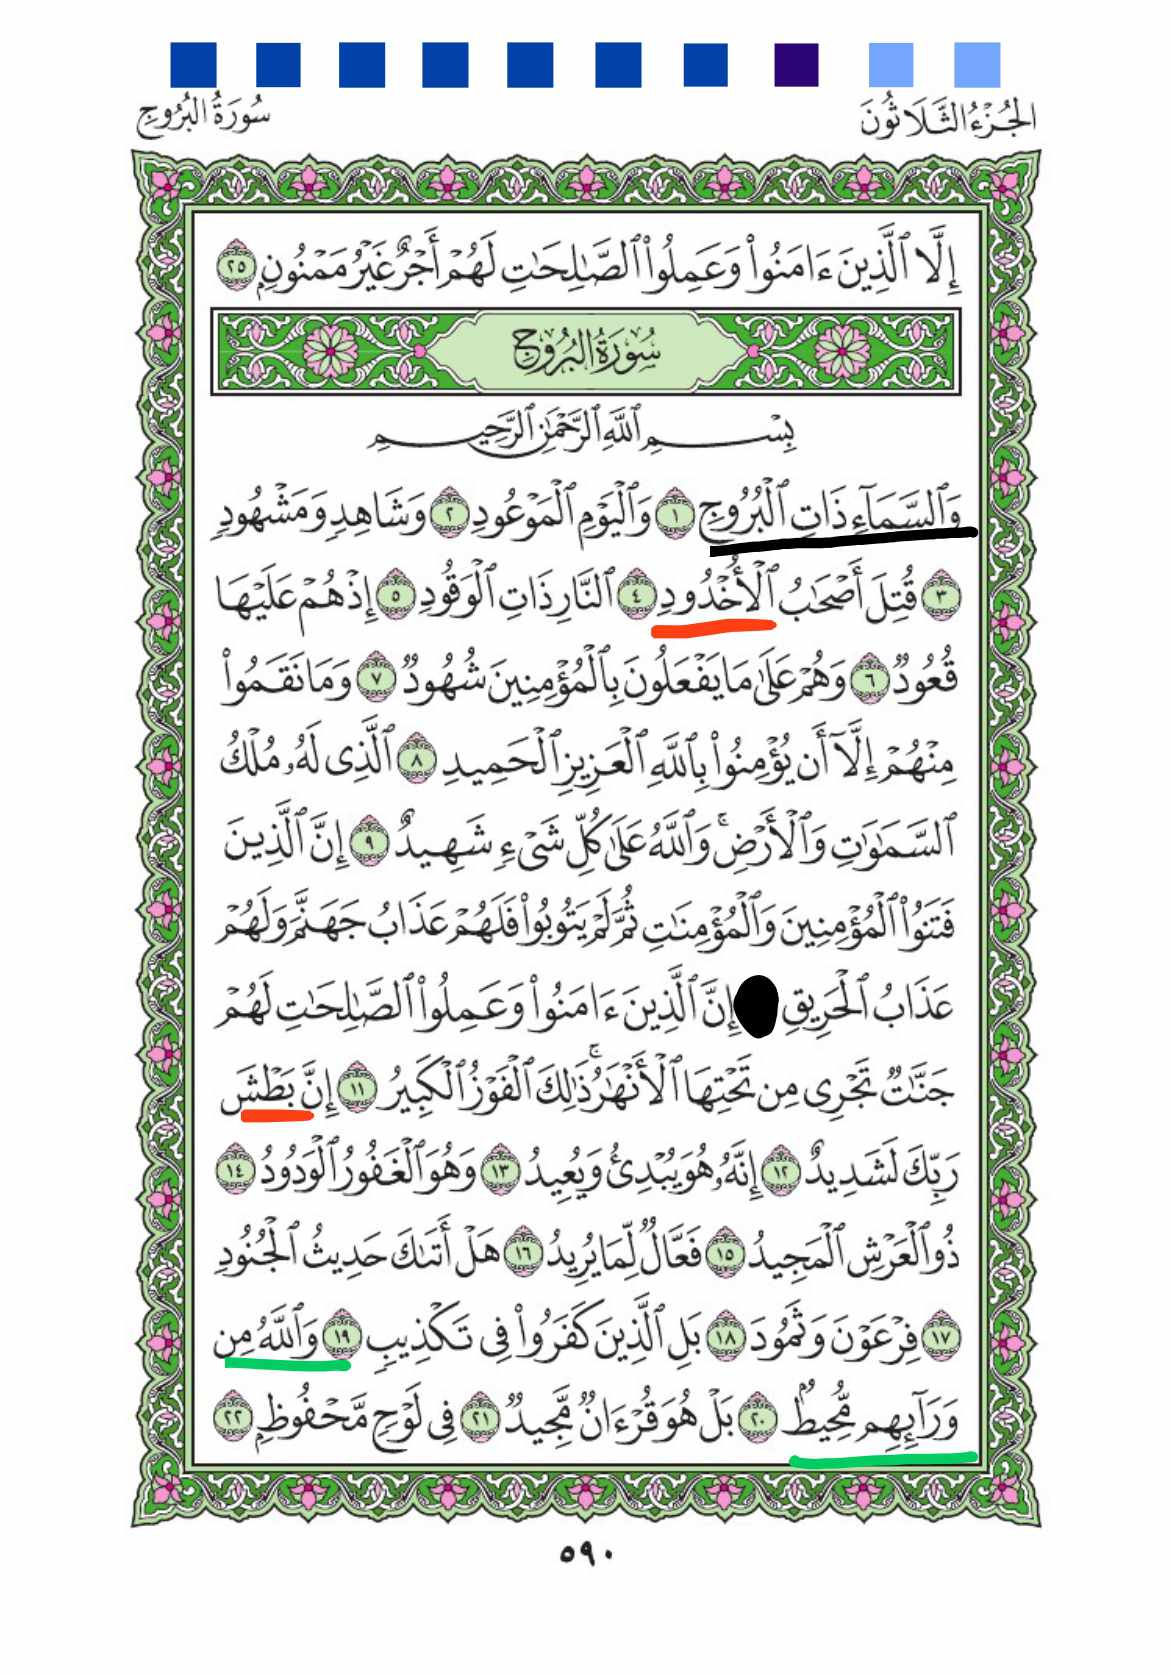 الجُزْءُ الثَّلَاثُونَ
سُورَةُ البُرُوجِ
إِلَّا ٱلَّذِينَ ءَامَنُوا۟ وَعَمِلُوا۟ ٱلصَّـٰلِحَـٰتِ لَهُمْ أَجْرٌ غَيْرُ مَمْنُونٍۭ ٢٥
سُورَةُ البُرُوجِ
بِسْمِ ٱللَّهِ ٱلرَّحْمَـٰنِ ٱلرَّحِيمِ
وَٱلسَّمَآءِ ذَاتِ ٱلْبُرُوجِ ١ وَٱلْيَوْمِ ٱلْمَوْعُودِ ٢ وَشَاهِدٍ وَمَشْهُودٍ
٣ قُتِلَ أَصْحَـٰبُ ٱلْأُخْدُودِ ٤ ٱلنَّارِ ذَاتِ ٱلْوَقُودِ ٥ إِذْ هُمْ عَلَيْهَا
قُعُودٌ ٦ وَهُمْ عَلَىٰ مَا يَفْعَلُونَ بِٱلْمُؤْمِنِينَ شُهُودٌ ٧ وَمَا نَقَمُوا۟
مِنْهُمْ إِلَّآ أَن يُؤْمِنُوا۟ بِٱللَّهِ ٱلْعَزِيزِ ٱلْحَمِيدِ ٨ ٱلَّذِى لَهُۥ مُلْكُ
ٱلسَّمَـٰوَٰتِ وَٱلْأَرْضِ ۚ وَٱللَّهُ عَلَىٰ كُلِّ شَىْءٍ شَهِيدٌ ٩ إِنَّ ٱلَّذِينَ
فَتَنُوا۟ ٱلْمُؤْمِنِينَ وَٱلْمُؤْمِنَـٰتِ ثُمَّ لَمْ يَتُوبُوا۟ فَلَهُمْ عَذَابُ جَهَنَّمَ وَلَهُمْ
عَذَابُ ٱلْحَرِيقِ إِنَّ ٱلَّذِينَ ءَامَنُوا۟ وَعَمِلُوا۟ ٱلصَّـٰلِحَـٰتِ لَهُمْ
جَنَّـٰتٌ تَجْرِى مِن تَحْتِهَا ٱلْأَنْهَـٰرُ ۚ ذَٰلِكَ ٱلْفَوْزُ ٱلْكَبِيرُ ١١ إِنَّ بَطْشَ
رَبِّكَ لَشَدِيدٌ ١٢ إِنَّهُۥ هُوَ يُبْدِئُ وَيُعِيدُ ١٣ وَهُوَ ٱلْغَفُورُ ٱلْوَدُودُ ١٤
ذُو ٱلْعَرْشِ ٱلْمَجِيدُ ١٥ فَعَّالٌ لِّمَا يُرِيدُ ١٦ هَلْ أَتَىٰكَ حَدِيثُ ٱلْجُنُودِ
١٧ فِرْعَوْنَ وَثَمُودَ ١٨ بَلِ ٱلَّذِينَ كَفَرُوا۟ فِى تَكْذِيبٍ ١٩ وَٱللَّهُ مِن
وَرَآئِهِم مُّحِيطٌۢ ٢٠ بَلْ هُوَ قُرْءَانٌ مَّجِيدٌ ٢١ فِى لَوْحٍ مَّحْفُوظٍۭ ٢٢
٥٩٠